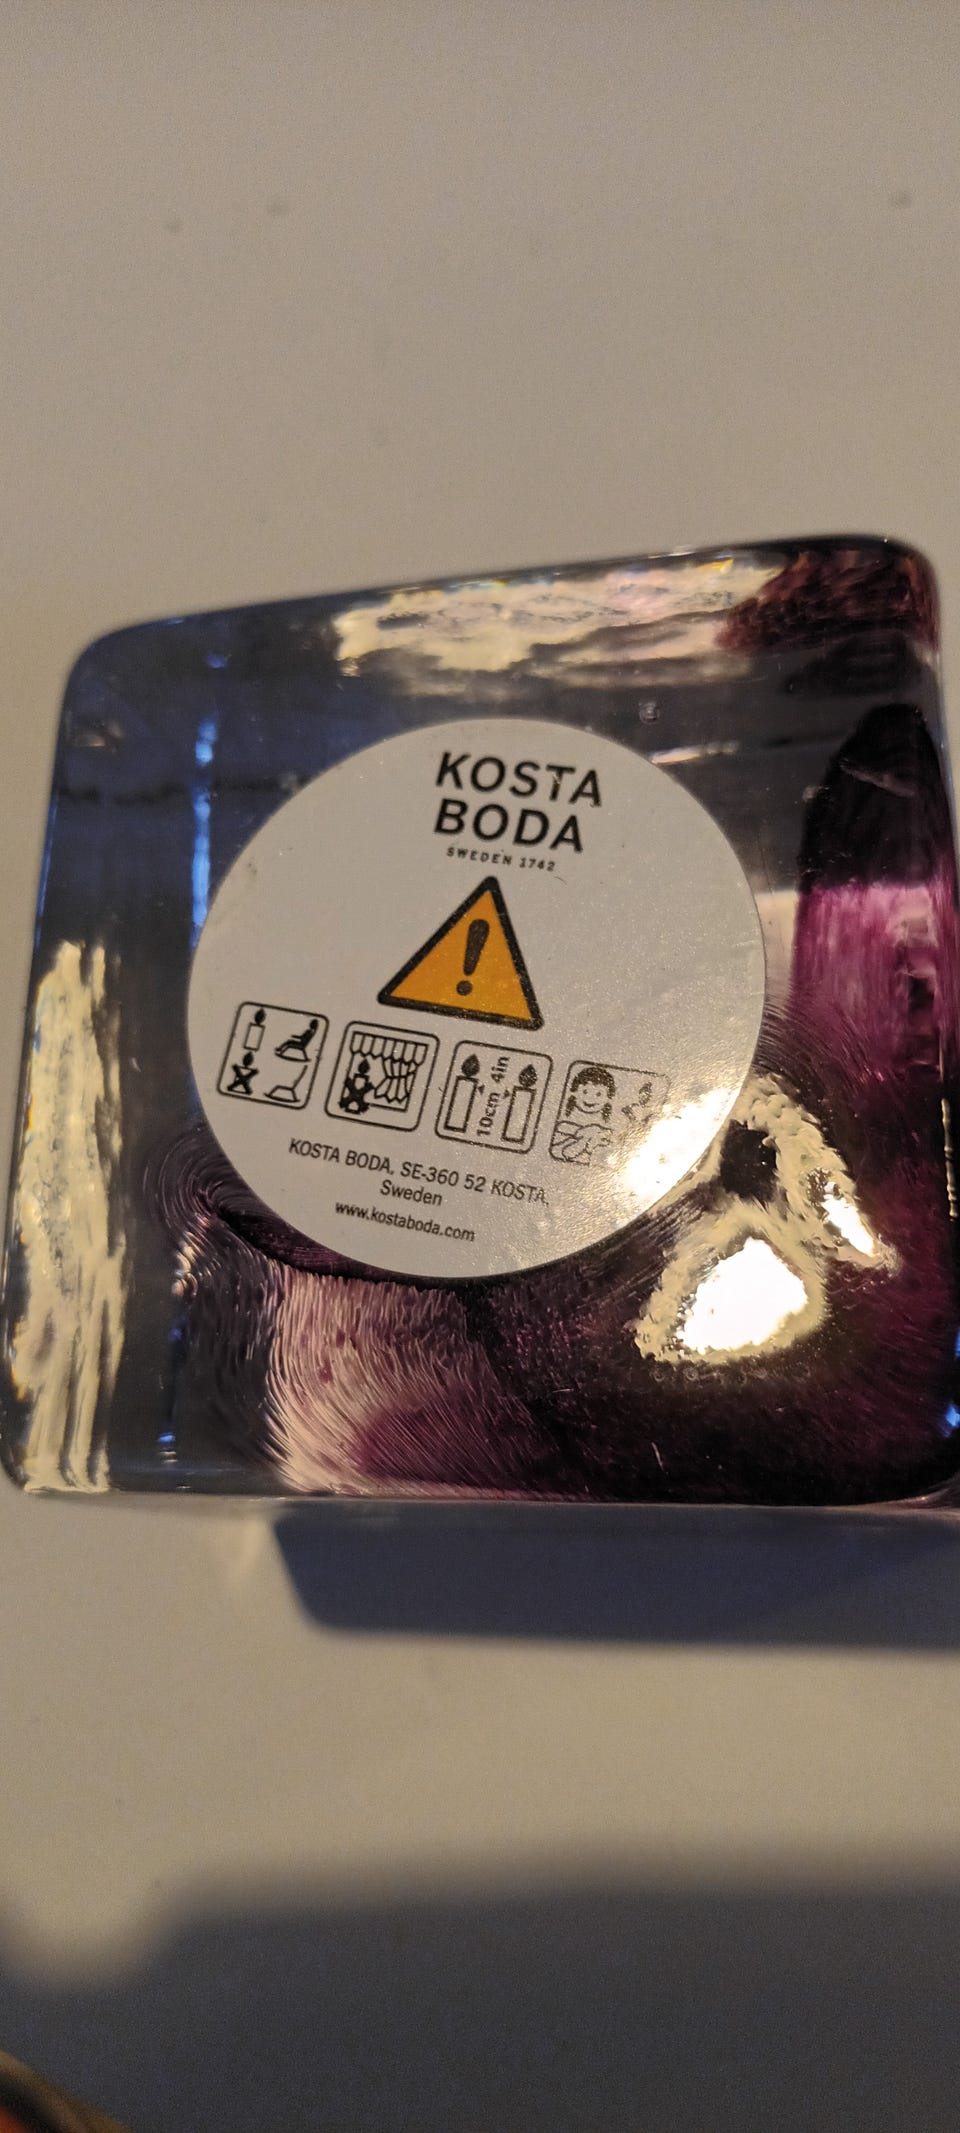 KOSTA
BODA
SWEDEN 1742
!
10cm 4in
KOSTA BODA, SE-360 52 KOSTA,
Sweden
www.kostaboda.com